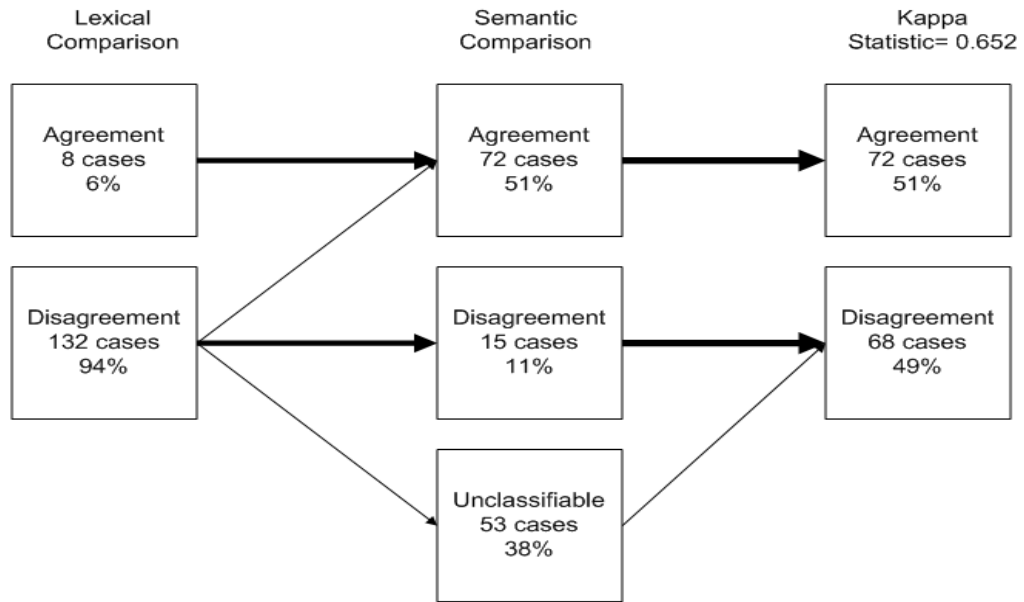 Lexical
Comparison
Semantic
Comparison
Kappa
Statistic= 0.652
Agreement
8 cases
6%
Agreement
72 cases
51%
Agreement
72 cases
51%
Disagreement
132 cases
94%
Disagreement
15 cases
11%
Disagreement
68 cases
49%
Unclassifiable
53 cases
38%